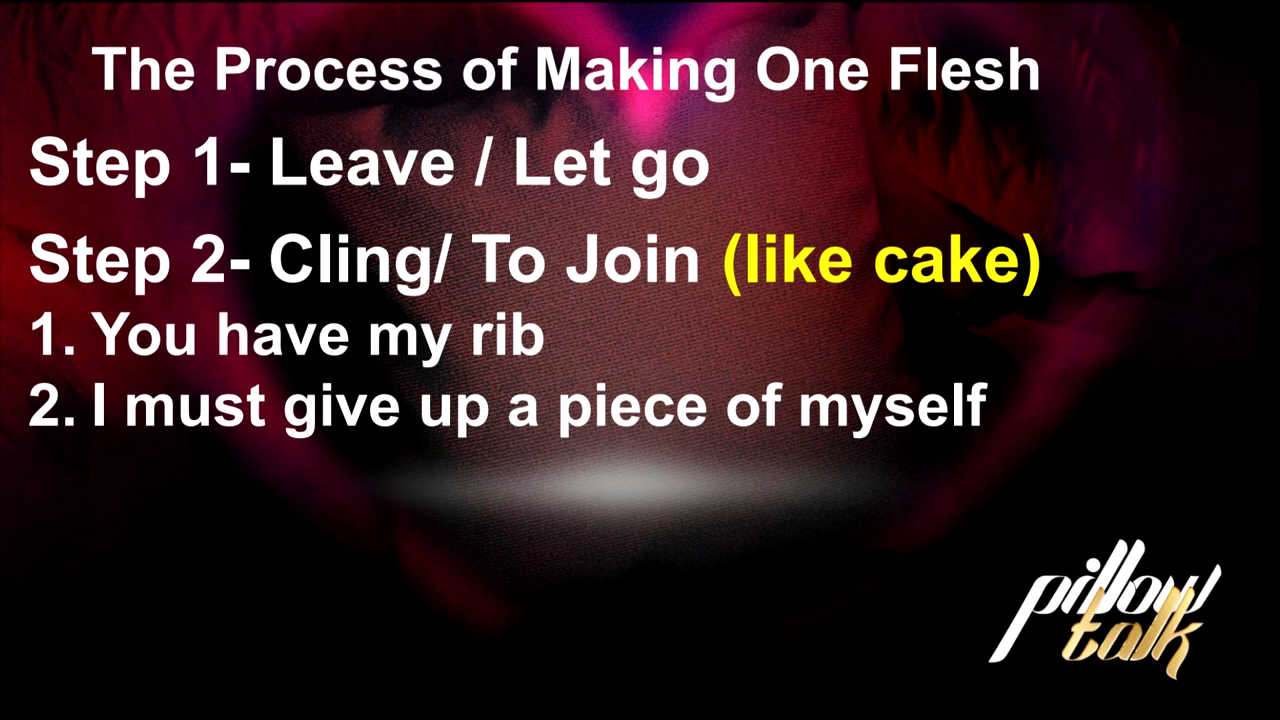 The Process of Making One Flesh
Step 1- Leave / Let go
Step 2- Cling/ To Join (like cake)
1. You have my rib
2. I must give up a piece of myself
pillow
talk